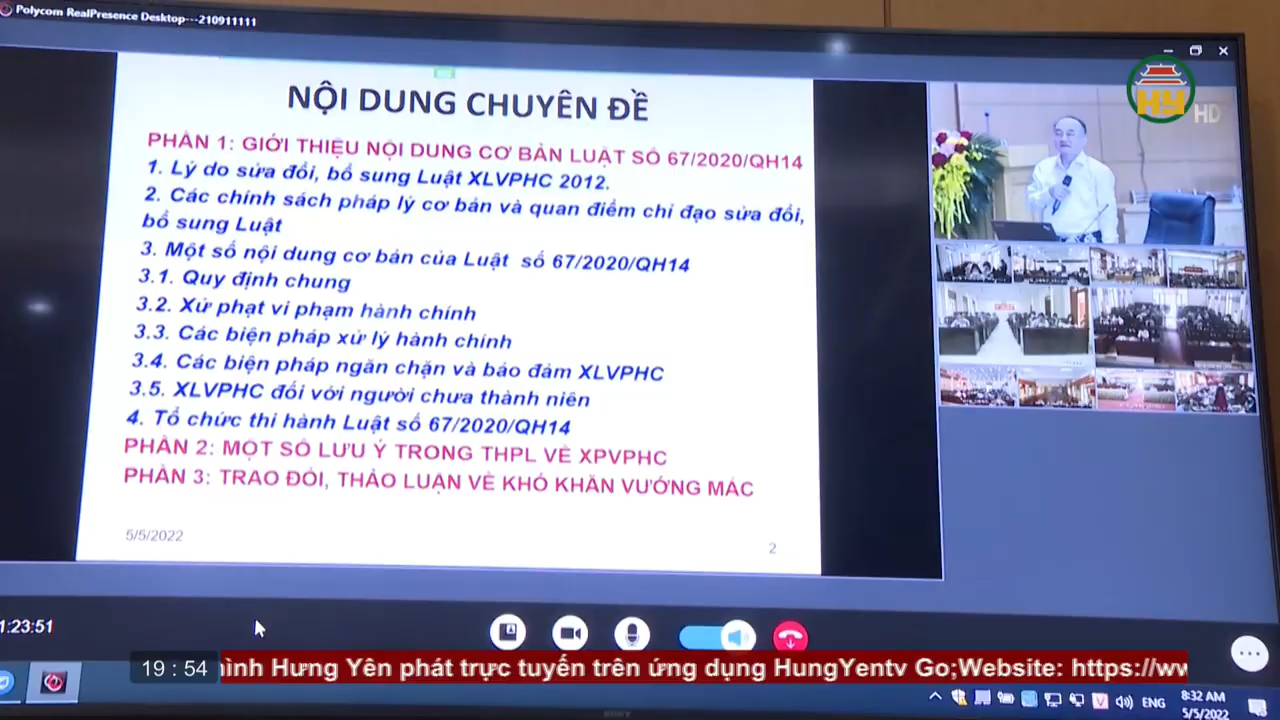 Polycom RealPresence Desktop---210911111
NỘI DUNG CHUYÊN ĐỀ
PHẦN 1: GIỚI THIỆU NỘI DUNG CƠ BẢN LUẬT SỐ 67/2020/QH14
1. Lý do sửa đổi, bổ sung Luật XLVPHC 2012.
2. Các chính sách pháp lý cơ bản và quan điểm chỉ đạo sửa đổi,
bổ sung Luật
3. Một số nội dung cơ bản của Luật số 67/2020/QH14
3.1. Quy định chung
3.2. Xử phạt vi phạm hành chính
3.3. Các biện pháp xử lý hành chính
3.4. Các biện pháp ngăn chặn và bảo đảm XLVPHC
3.5. XLVPHC đối với người chưa thành niên
4. Tổ chức thi hành Luật số 67/2020/QH14
PHẦN 2: MỘT SỐ LƯU Ý TRONG THPL VỀ XPVPHC
PHẦN 3: TRAO ĐỔI, THẢO LUẬN VỀ KHÓ KHĂN VƯỚNG MẮC
5/5/2022
2
HY HD
1:23:51
19 : 54
hình Hưng Yên phát trực tuyến trên ứng dụng HungYentv Go;Website: https://ww
ENG
8:32 AM
5/5/2022